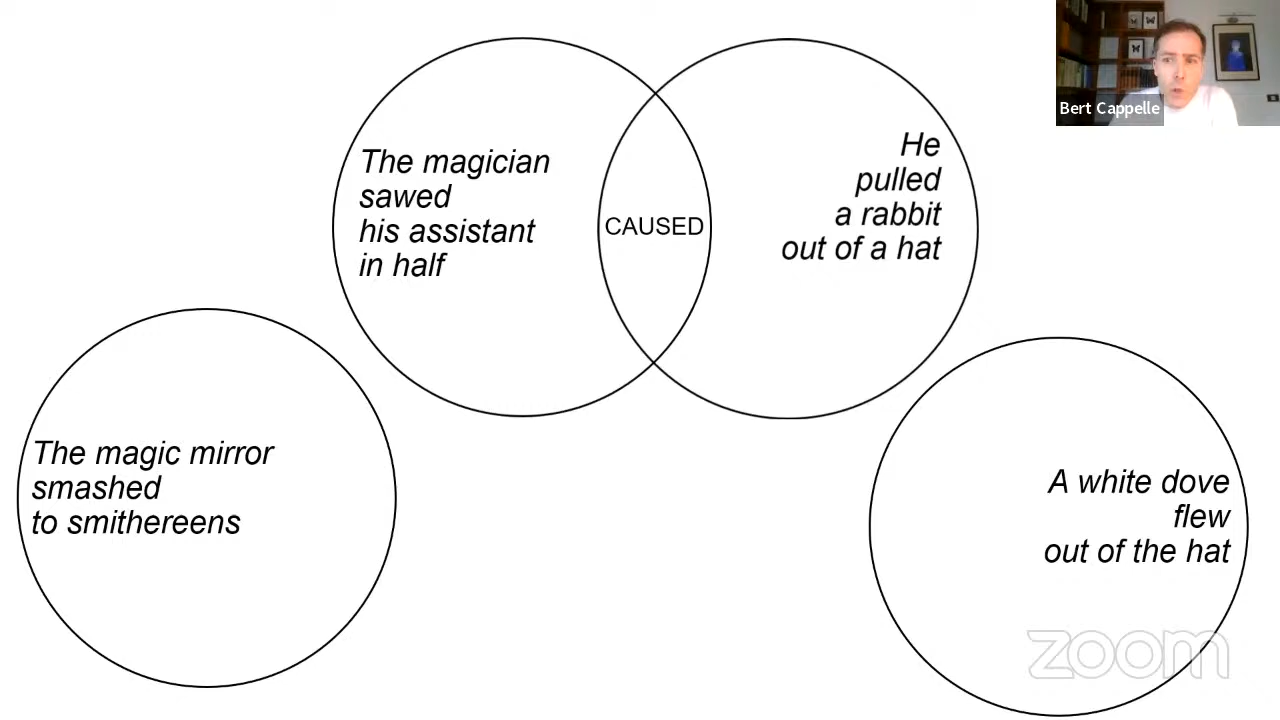 Bert Cappelle
The magician
sawed
his assistant
in half
CAUSED
He
pulled
a rabbit
out of a hat
The magic mirror
smashed
to smithereens
A white dove
flew
out of the hat
zoom